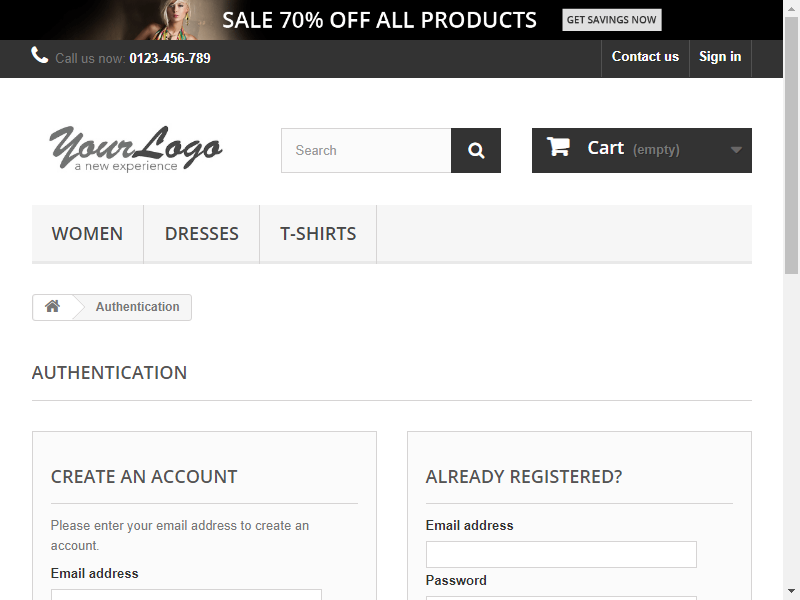 SALE 70% OFF ALL PRODUCTS GET SAVINGS NOW
Call us now: 0123-456-789 Contact us Sign in
YourLogo
a new experience
Search
Cart (empty)
WOMEN DRESSES T-SHIRTS
Authentication
AUTHENTICATION
CREATE AN ACCOUNT
Please enter your email address to create an
account.
Email address
ALREADY REGISTERED?
Email address
Password